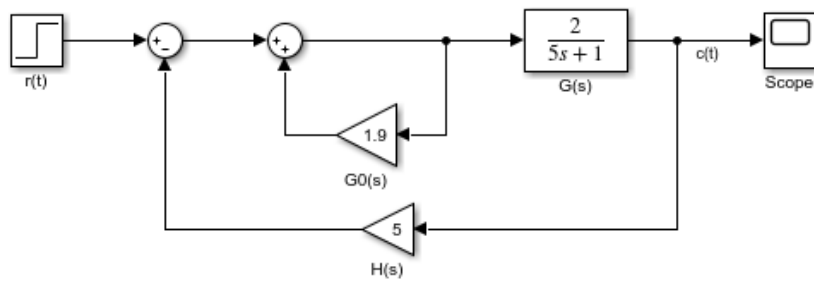 +
−
+
+
2
5s + 1
G(s)
c(t)
r(t)
Scope
1.9
G0(s)
5
H(s)